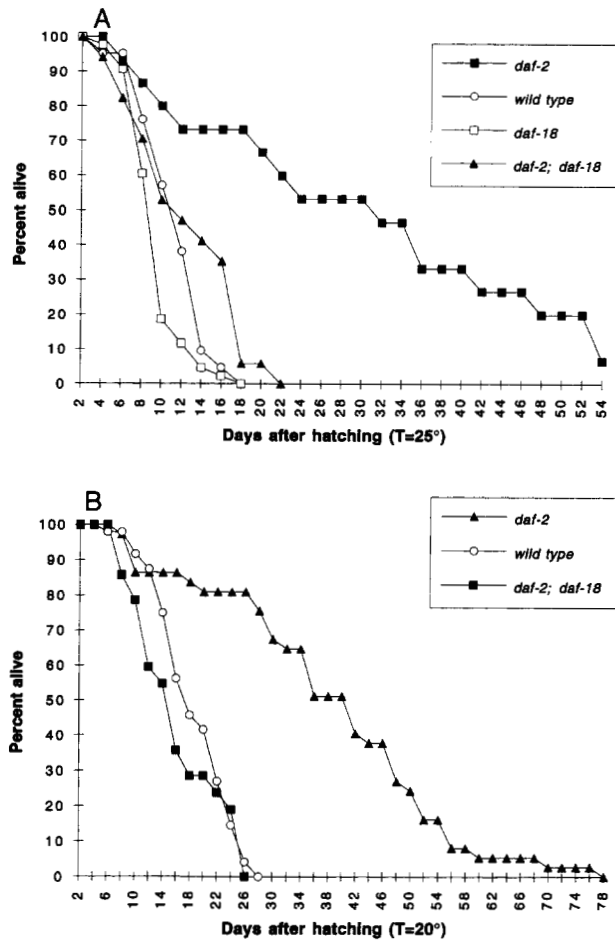 A
100
90
80
70
60
50
40
30
20
10
0
Percent alive
2 4 6 8 10 12 14 16 18 20 22 24 26 28 30 32 34 36 38 40 42 44 46 48 50 52 54
Days after hatching (T=25°)
daf-2
wild type
daf-18
daf-2; daf-18
B
100
90
80
70
60
50
40
30
20
10
0
Percent alive
2 6 10 14 18 22 26 30 34 38 42 46 50 54 58 62 66 70 74 78
Days after hatching (T=20°)
daf-2
wild type
daf-2; daf-18